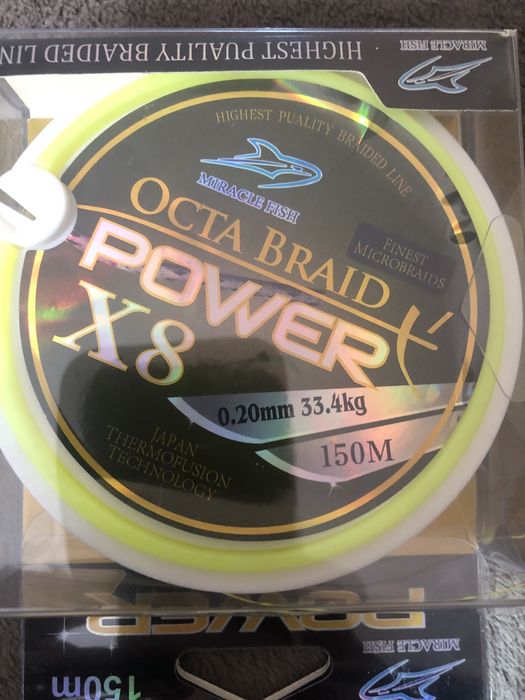 HIGHEST PUALITY BRAIDED LIN
MIRACLE FISH
HIGHEST PUALITY BRAIDED LINE
MIRACLE FISH
OCTA BRAID
FINEST
MICROBRAIDS
POWER
X8
0.20mm 33.4kg
150M
JAPAN
THERMOFUSION
TECHNOLOGY
POWER
MIRACLE FISH
150m